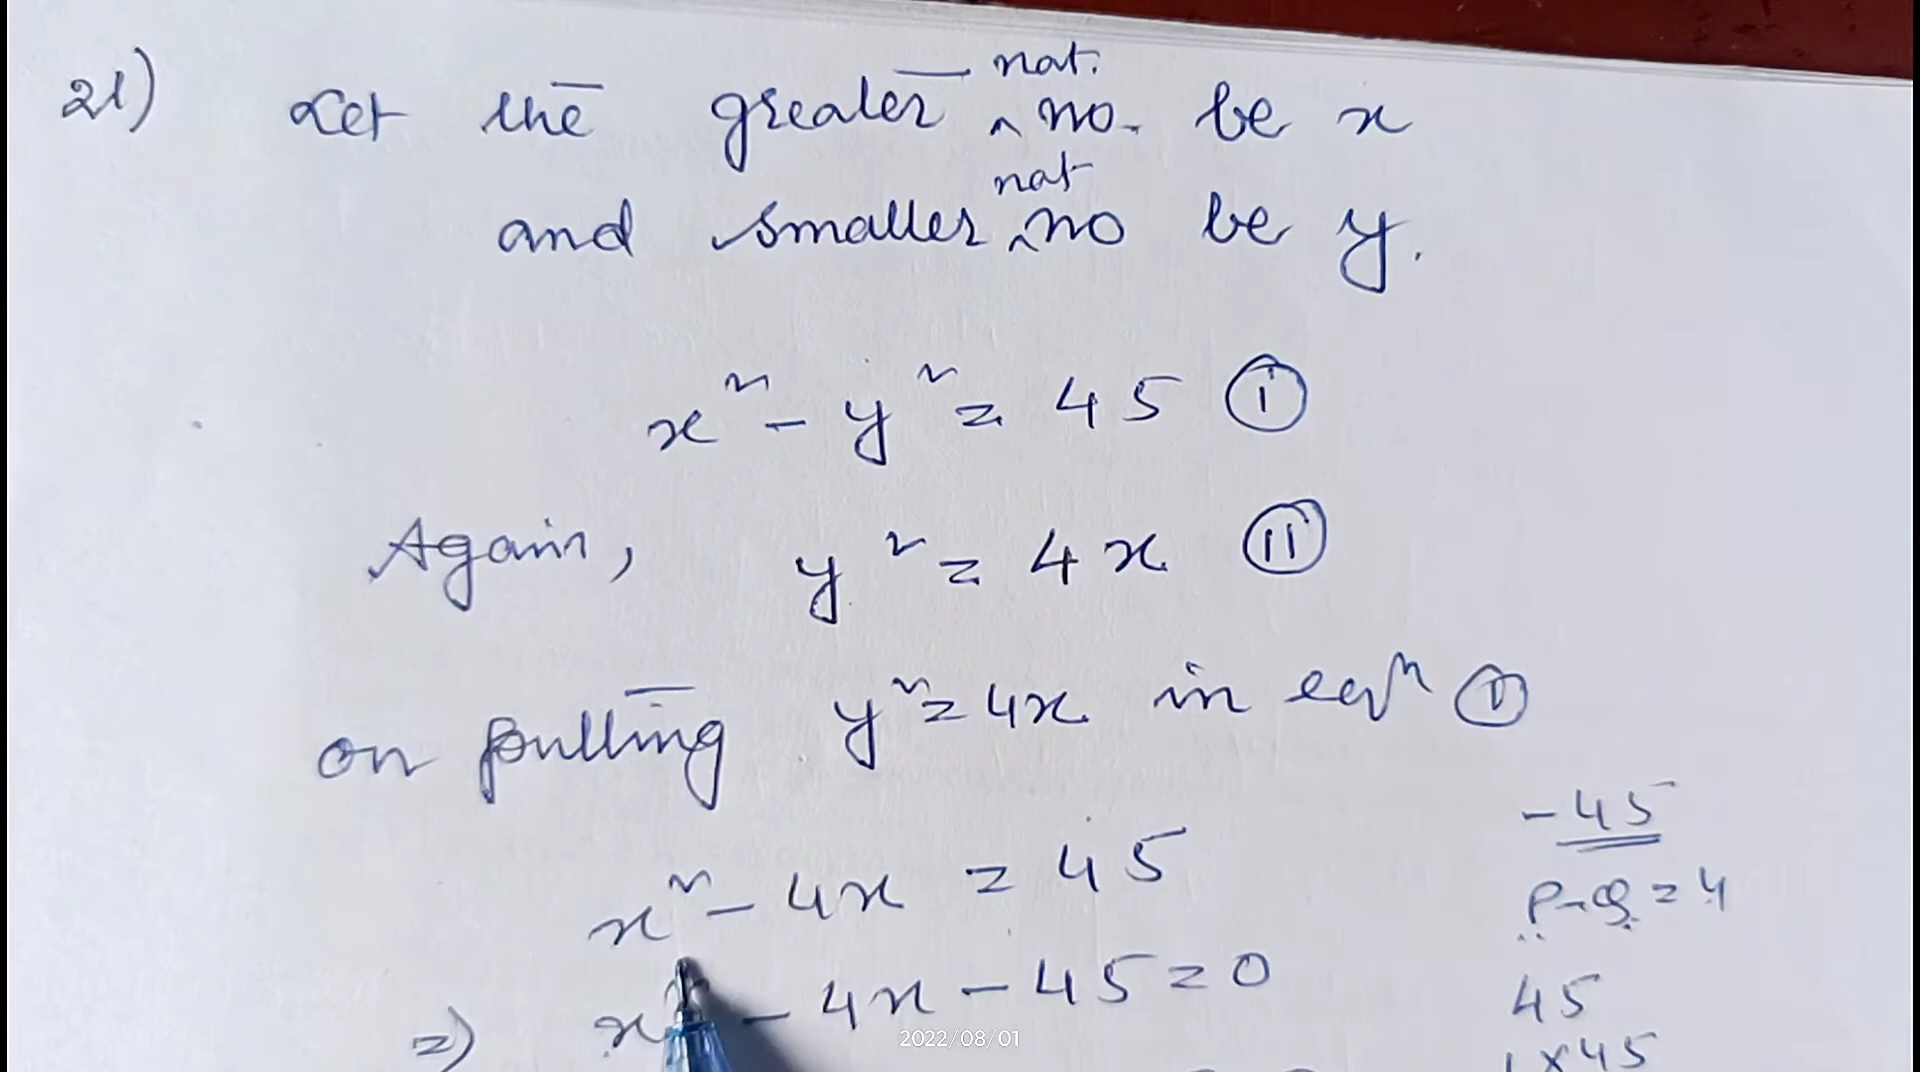 21) Let the greater nat. no. be x
and smaller nat no be y.
x² - y² = 45 (i)
Again, y² = 4x (ii)
on putting y² = 4x in eqⁿ (i)
x² - 4x = 45
=) x² - 4x - 45 = 0
-45
P-Q = 4
45
1 x 45
2022/08/01